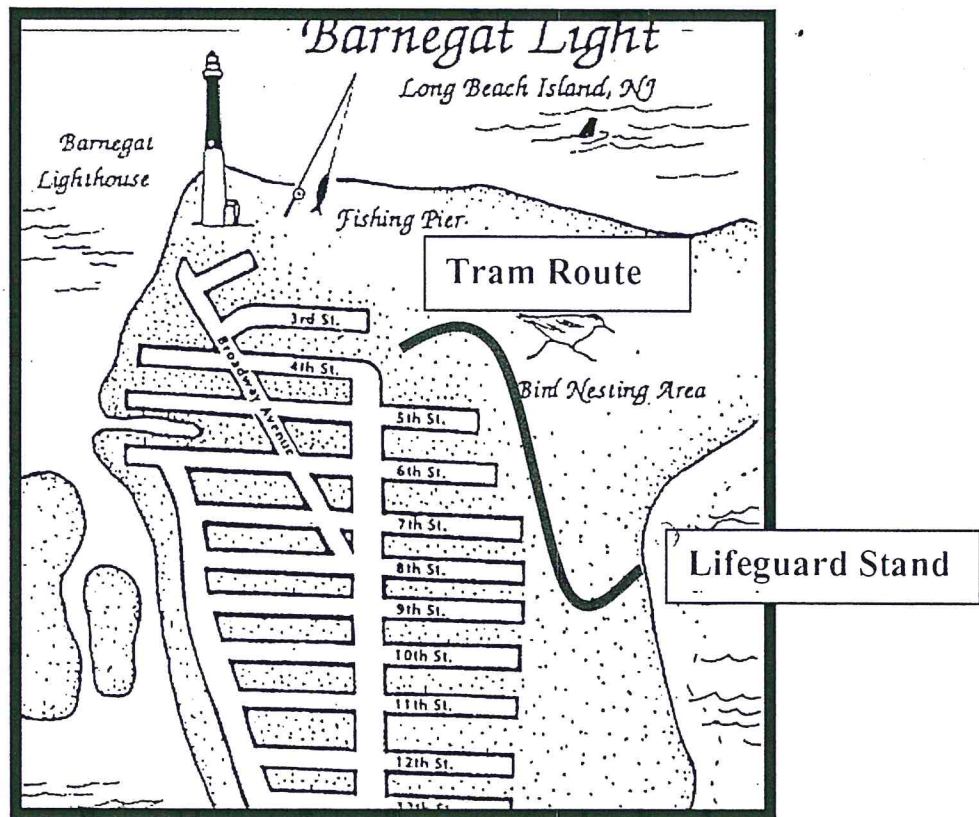 Barnegat Light
Long Beach Island, NJ
Barnegat
Lighthouse
Fishing Pier
Tram Route
3rd St.
4th St.
Broadway Avenue
Bird Nesting Area
5th St.
6th St.
7th St.
8th St.
9th St.
10th St.
11th St.
12th St.
13th St.
Lifeguard Stand